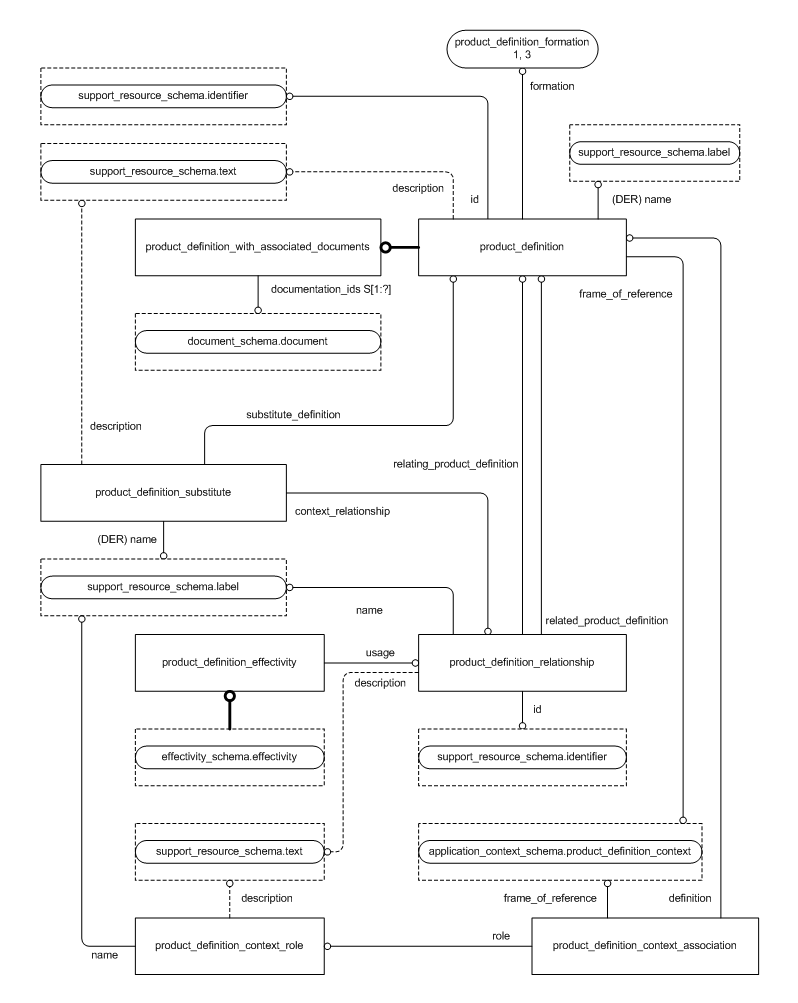 product_definition_formation
1, 3
support_resource_schema.identifier
formation
support_resource_schema.label
support_resource_schema.text
description
id
(DER) name
product_definition_with_associated_documents
product_definition
documentation_ids S[1:?]
frame_of_reference
document_schema.document
substitute_definition
description
relating_product_definition
product_definition_substitute
context_relationship
(DER) name
support_resource_schema.label
name
related_product_definition
product_definition_effectivity
usage
product_definition_relationship
description
id
effectivity_schema.effectivity
support_resource_schema.identifier
support_resource_schema.text
application_context_schema.product_definition_context
description
frame_of_reference
definition
product_definition_context_role
role
product_definition_context_association
name